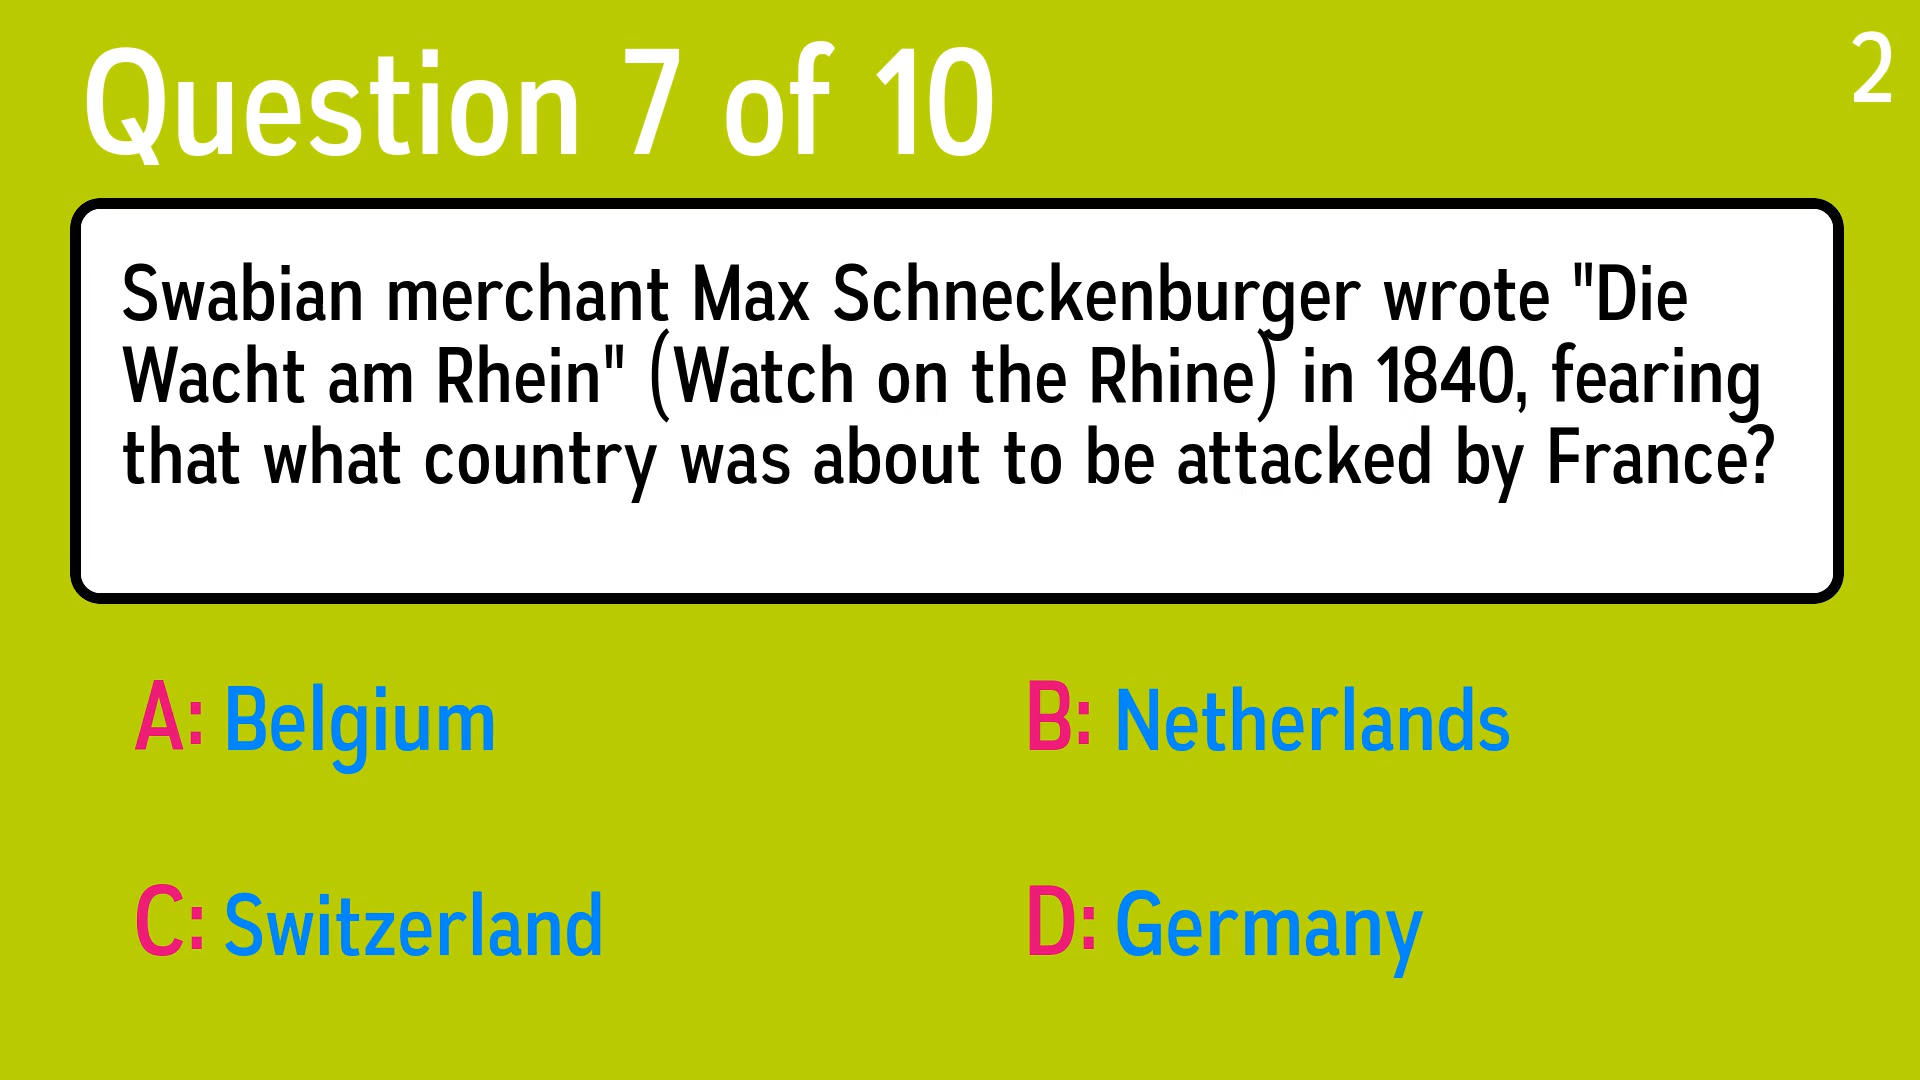 Question 7 of 10
2
Swabian merchant Max Schneckenburger wrote "Die
Wacht am Rhein" (Watch on the Rhine) in 1840, fearing
that what country was about to be attacked by France?
A: Belgium
B: Netherlands
C: Switzerland
D: Germany